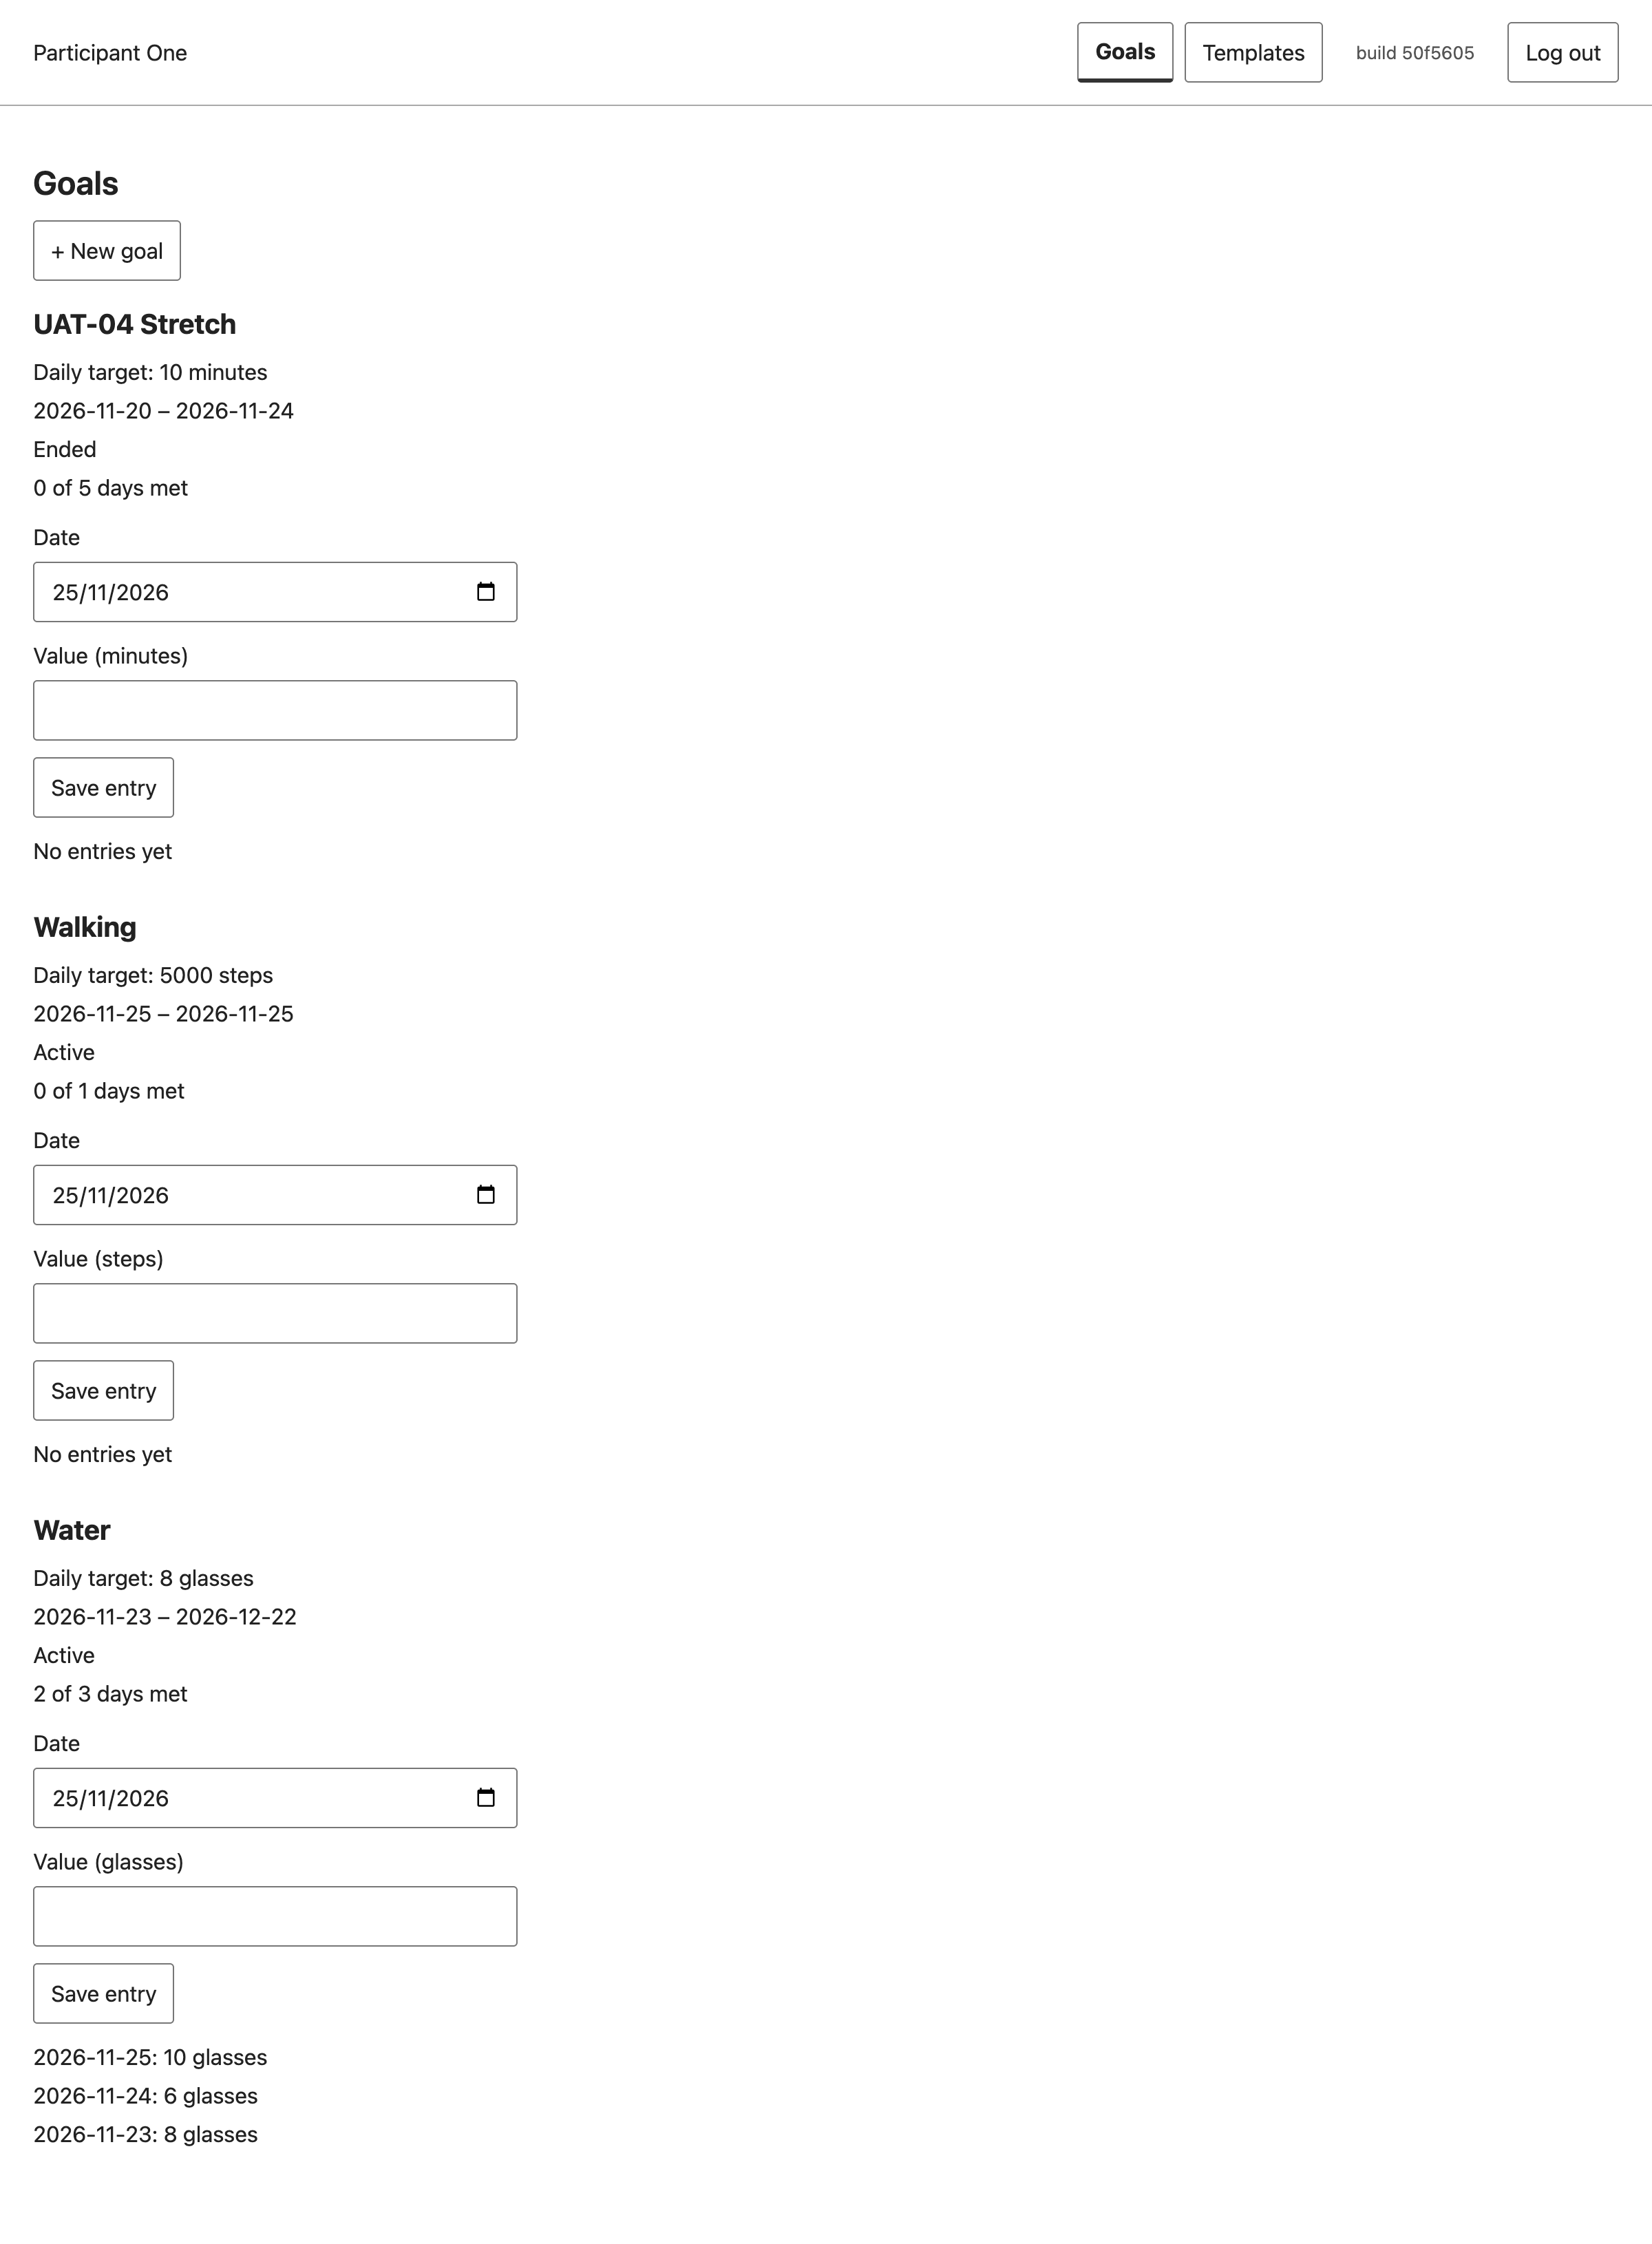 Participant One
Goals
Templates
build 50f5605
Log out
Goals
+ New goal
UAT-04 Stretch
Daily target: 10 minutes
2026-11-20 – 2026-11-24
Ended
0 of 5 days met
Date
25/11/2026
Value (minutes)
Save entry
No entries yet
Walking
Daily target: 5000 steps
2026-11-25 – 2026-11-25
Active
0 of 1 days met
Date
25/11/2026
Value (steps)
Save entry
No entries yet
Water
Daily target: 8 glasses
2026-11-23 – 2026-12-22
Active
2 of 3 days met
Date
25/11/2026
Value (glasses)
Save entry
2026-11-25: 10 glasses
2026-11-24: 6 glasses
2026-11-23: 8 glasses